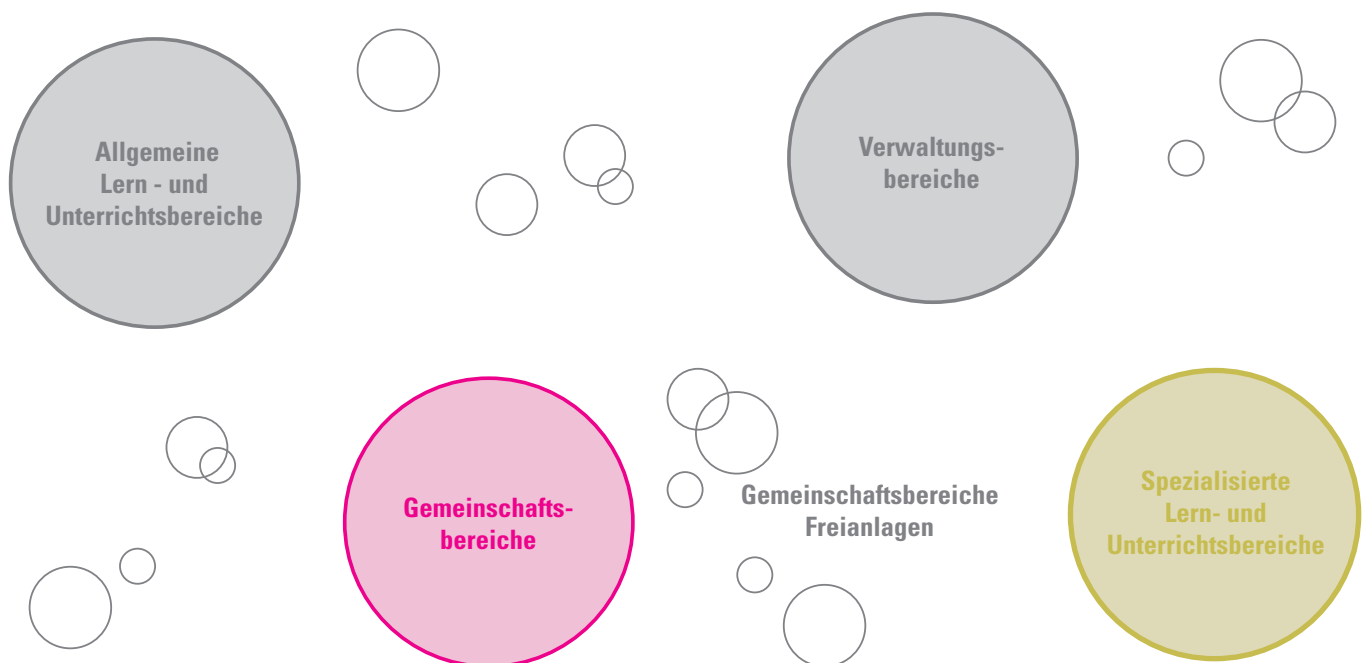 Allgemeine
Lern - und
Unterrichtsbereiche
Verwaltungs-
bereiche
Gemeinschafts-
bereiche
Gemeinschaftsbereiche
Freianlagen
Spezialisierte
Lern- und
Unterrichtsbereiche